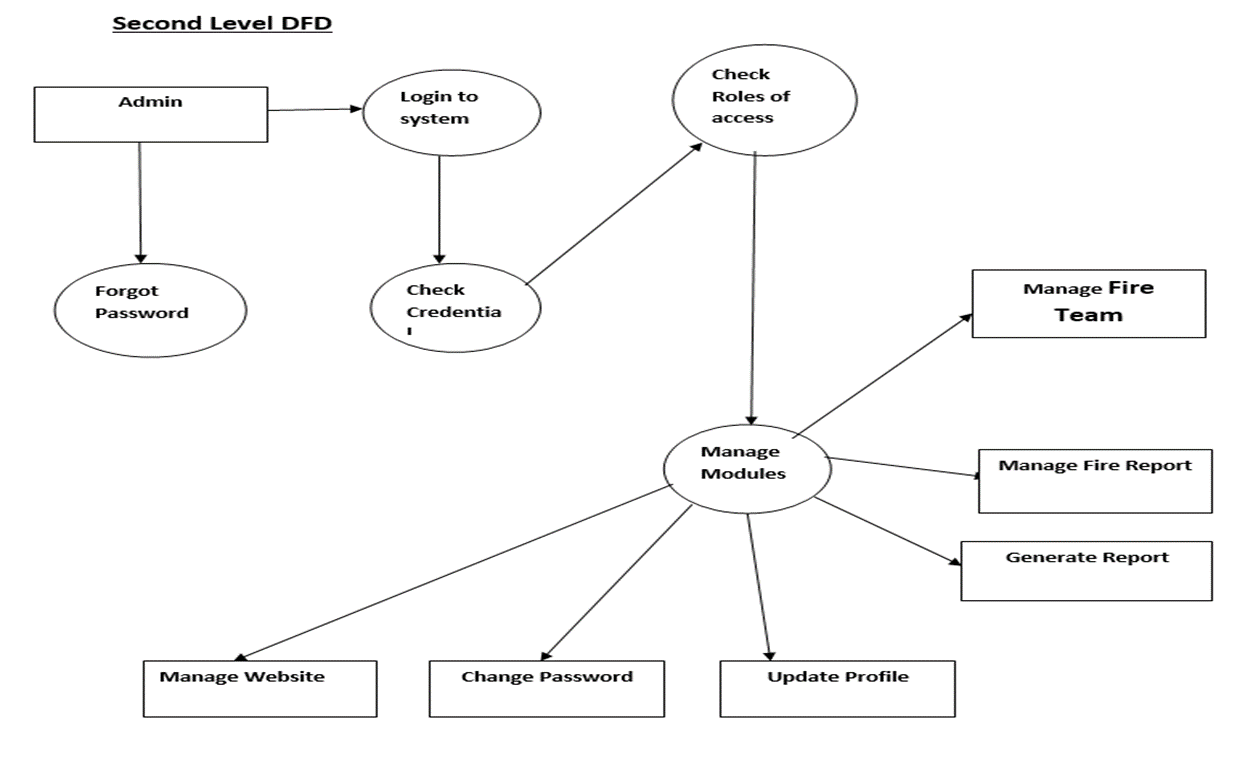 Second Level DFD
Admin
Login to
system
Check
Roles of
access
Forgot
Password
Check
Credentia
l
Manage Fire
Team
Manage
Modules
Manage Fire Report
Generate Report
Manage Website
Change Password
Update Profile